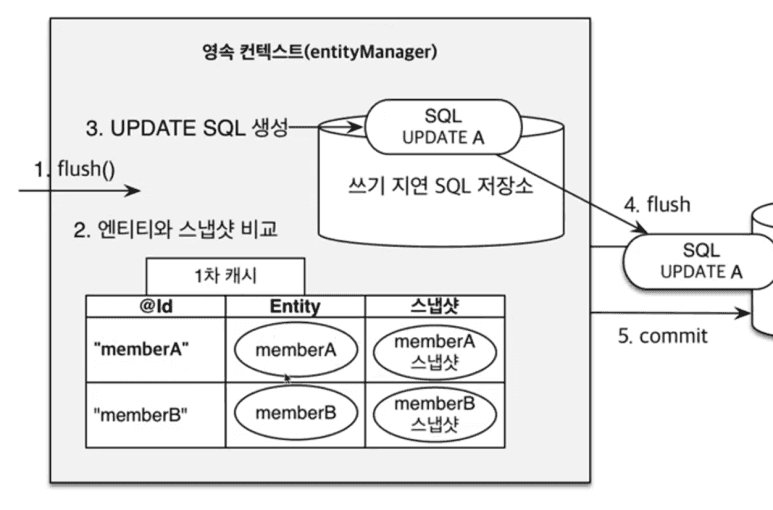 영속 컨텍스트(entityManager)
3. UPDATE SQL 생성
SQL
UPDATE A
1. flush()
쓰기 지연 SQL 저장소
4. flush
2. 엔티티와 스냅샷 비교
SQL
UPDATE A
1차 캐시
@Id Entity 스냅샷
5. commit
"memberA" memberA memberA
스냅샷
"memberB" memberB memberB
스냅샷